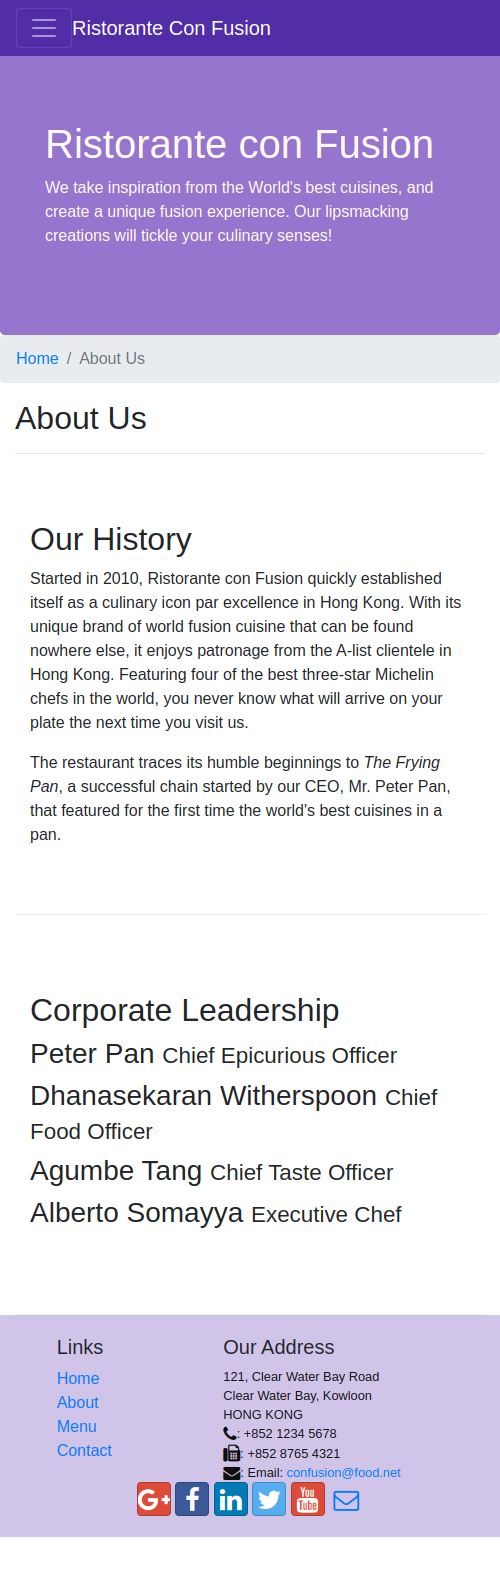 Ristorante Con Fusion
Ristorante con Fusion
We take inspiration from the World's best cuisines, and
create a unique fusion experience. Our lipsmacking
creations will tickle your culinary senses!
Home / About Us
About Us
Our History
Started in 2010, Ristorante con Fusion quickly established
itself as a culinary icon par excellence in Hong Kong. With its
unique brand of world fusion cuisine that can be found
nowhere else, it enjoys patronage from the A-list clientele in
Hong Kong. Featuring four of the best three-star Michelin
chefs in the world, you never know what will arrive on your
plate the next time you visit us.
The restaurant traces its humble beginnings to The Frying
Pan, a successful chain started by our CEO, Mr. Peter Pan,
that featured for the first time the world's best cuisines in a
pan.
Corporate Leadership
Peter Pan Chief Epicurious Officer
Dhanasekaran Witherspoon Chief
Food Officer
Agumbe Tang Chief Taste Officer
Alberto Somayya Executive Chef
Links
Home
About
Menu
Contact
Our Address
121, Clear Water Bay Road
Clear Water Bay, Kowloon
HONG KONG
: +852 1234 5678
: +852 8765 4321
: Email: confusion@food.net
G+ f in You Tube